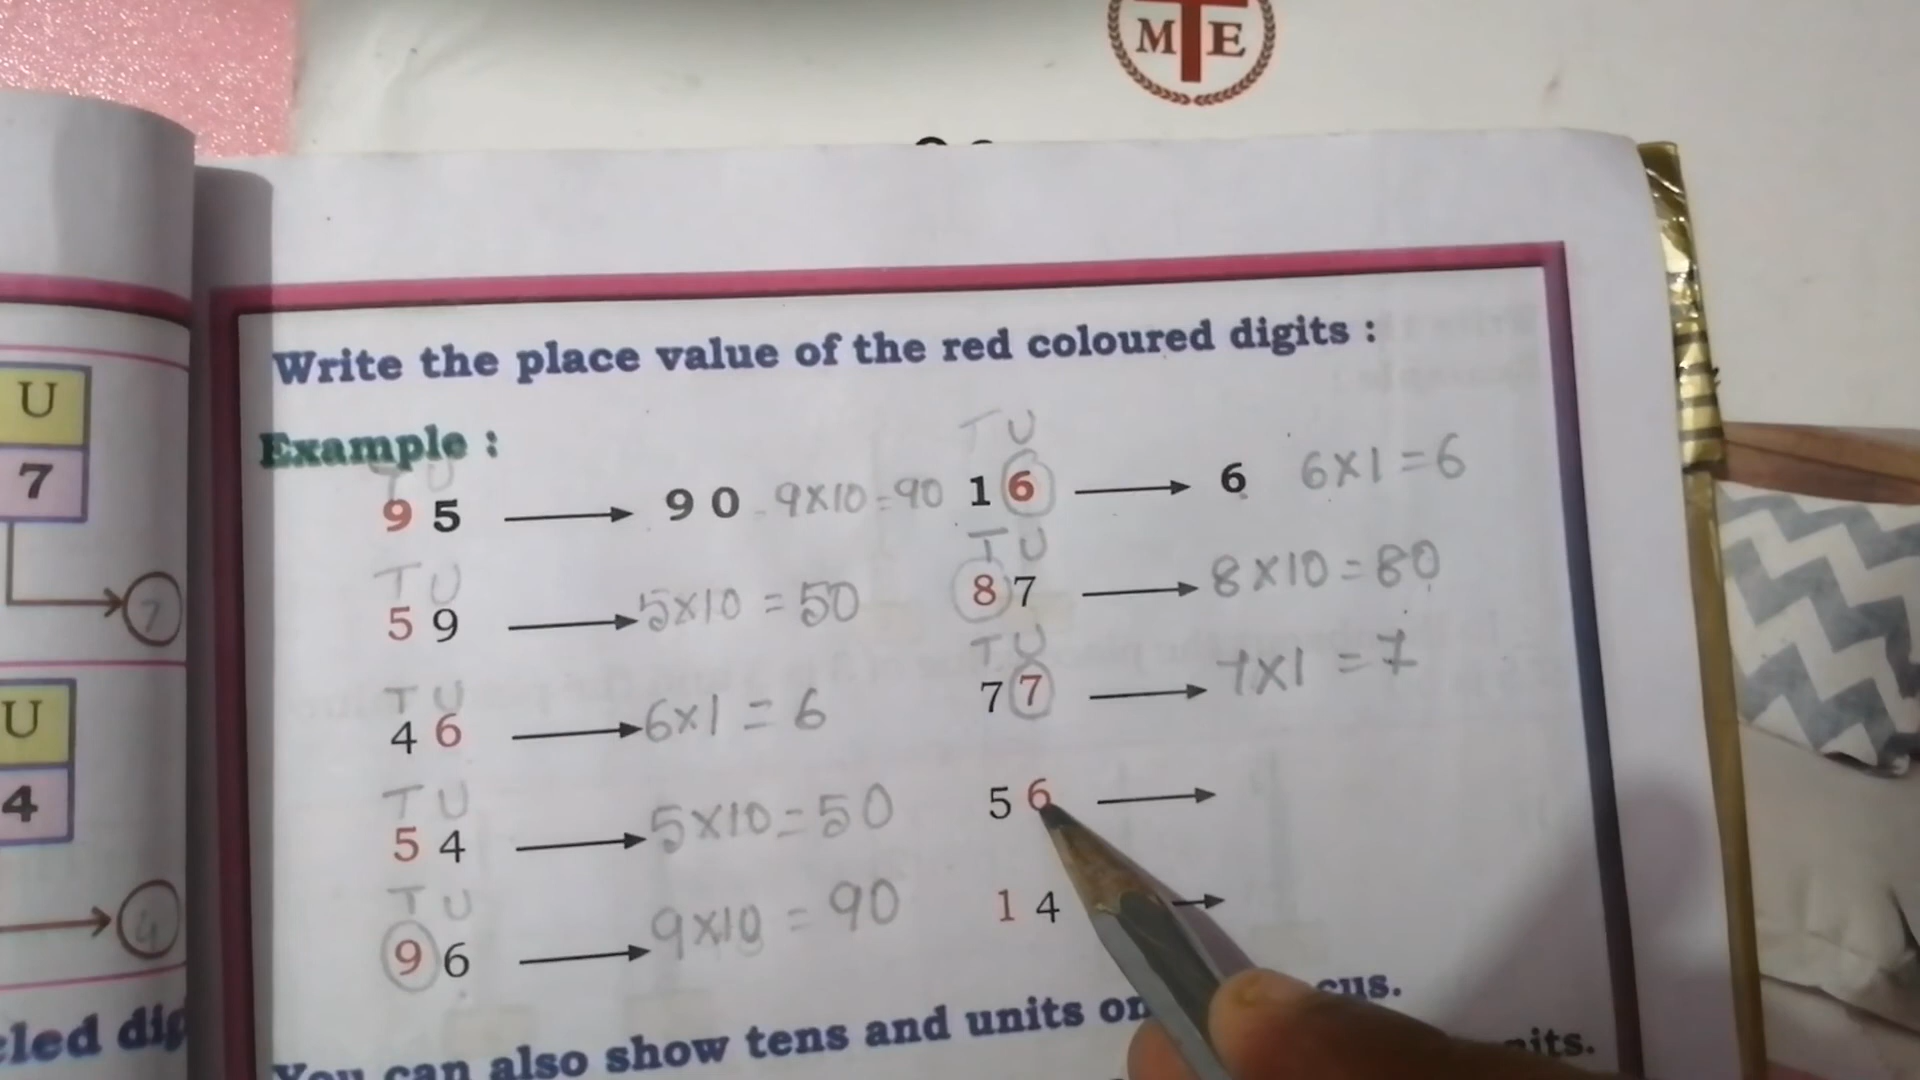 M T E
Write the place value of the red coloured digits :
Example :
T U
9 5 → 9 0 9x10=90
T U
5 9 → 5x10 = 50
T U
4 6 → 6x1 = 6
T U
5 4 → 5x10=50
T U
9 6 → 9x10 = 90
T U
1 6 → 6 6x1=6
T U
8 7 → 8x10=80
T U
7 7 → 7x1=7
5 6 →
1 4 →
You can also show tens and units on
U
7
7
U
4
4